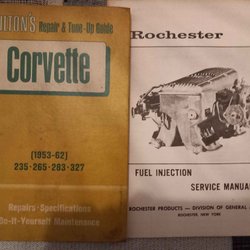 Repair & Tune-Up Guide
Corvette
(1953-62)
235·265·283·327
Repairs·Specifications
Do-It-Yourself Maintenance
Rochester
FUEL INJECTION
SERVICE MANUAL
ROCHESTER PRODUCTS — DIVISION OF GENERAL
ROCHESTER, NEW YORK